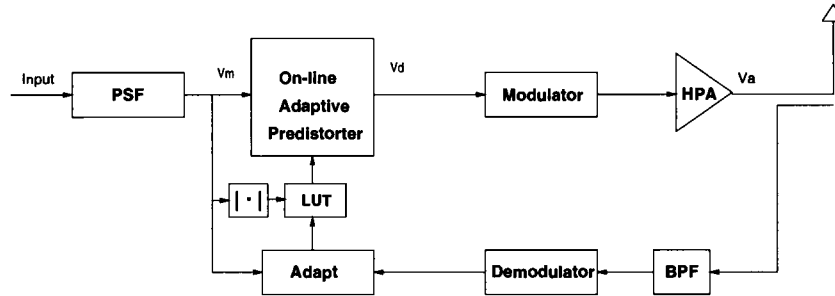 Input
PSF
Vm
On-line
Adaptive
Predistorter
Vd
Modulator
HPA
Va
| · |
LUT
Adapt
Demodulator
BPF